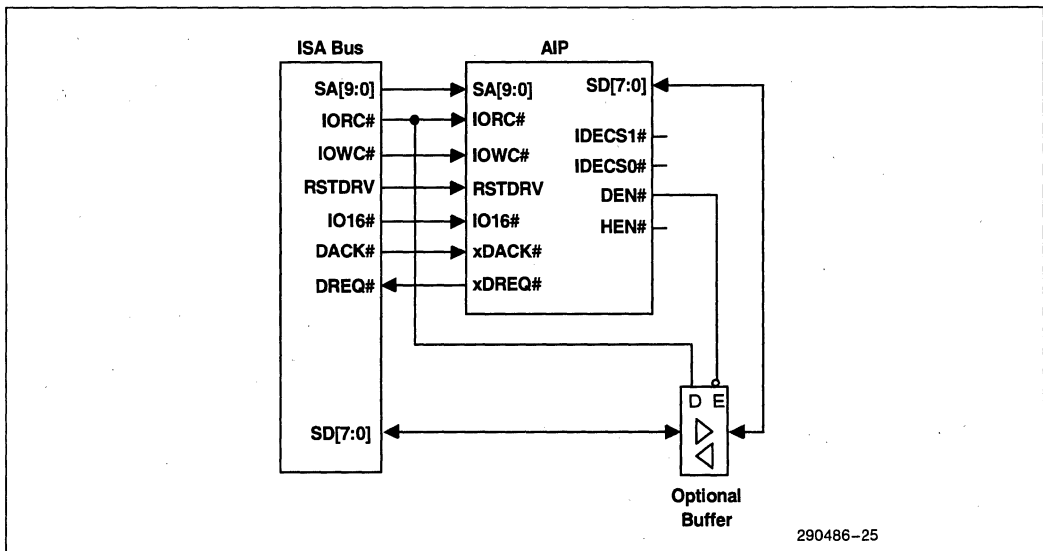 ISA Bus
AIP
SA[9:0]
IORC#
IOWC#
RSTDRV
IO16#
DACK#
DREQ#
SD[7:0]
SA[9:0]
IORC#
IOWC#
RSTDRV
IO16#
xDACK#
xDREQ#
SD[7:0]
IDECS1#
IDECS0#
DEN#
HEN#
D E
Optional
Buffer
290486–25